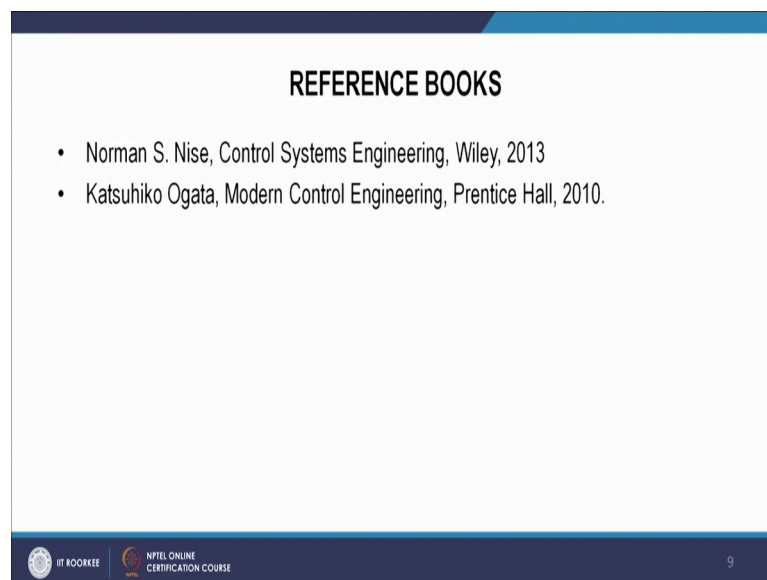 REFERENCE BOOKS
• Norman S. Nise, Control Systems Engineering, Wiley, 2013
• Katsuhiko Ogata, Modern Control Engineering, Prentice Hall, 2010.
IIT ROORKEE
NPTEL ONLINE
CERTIFICATION COURSE
9